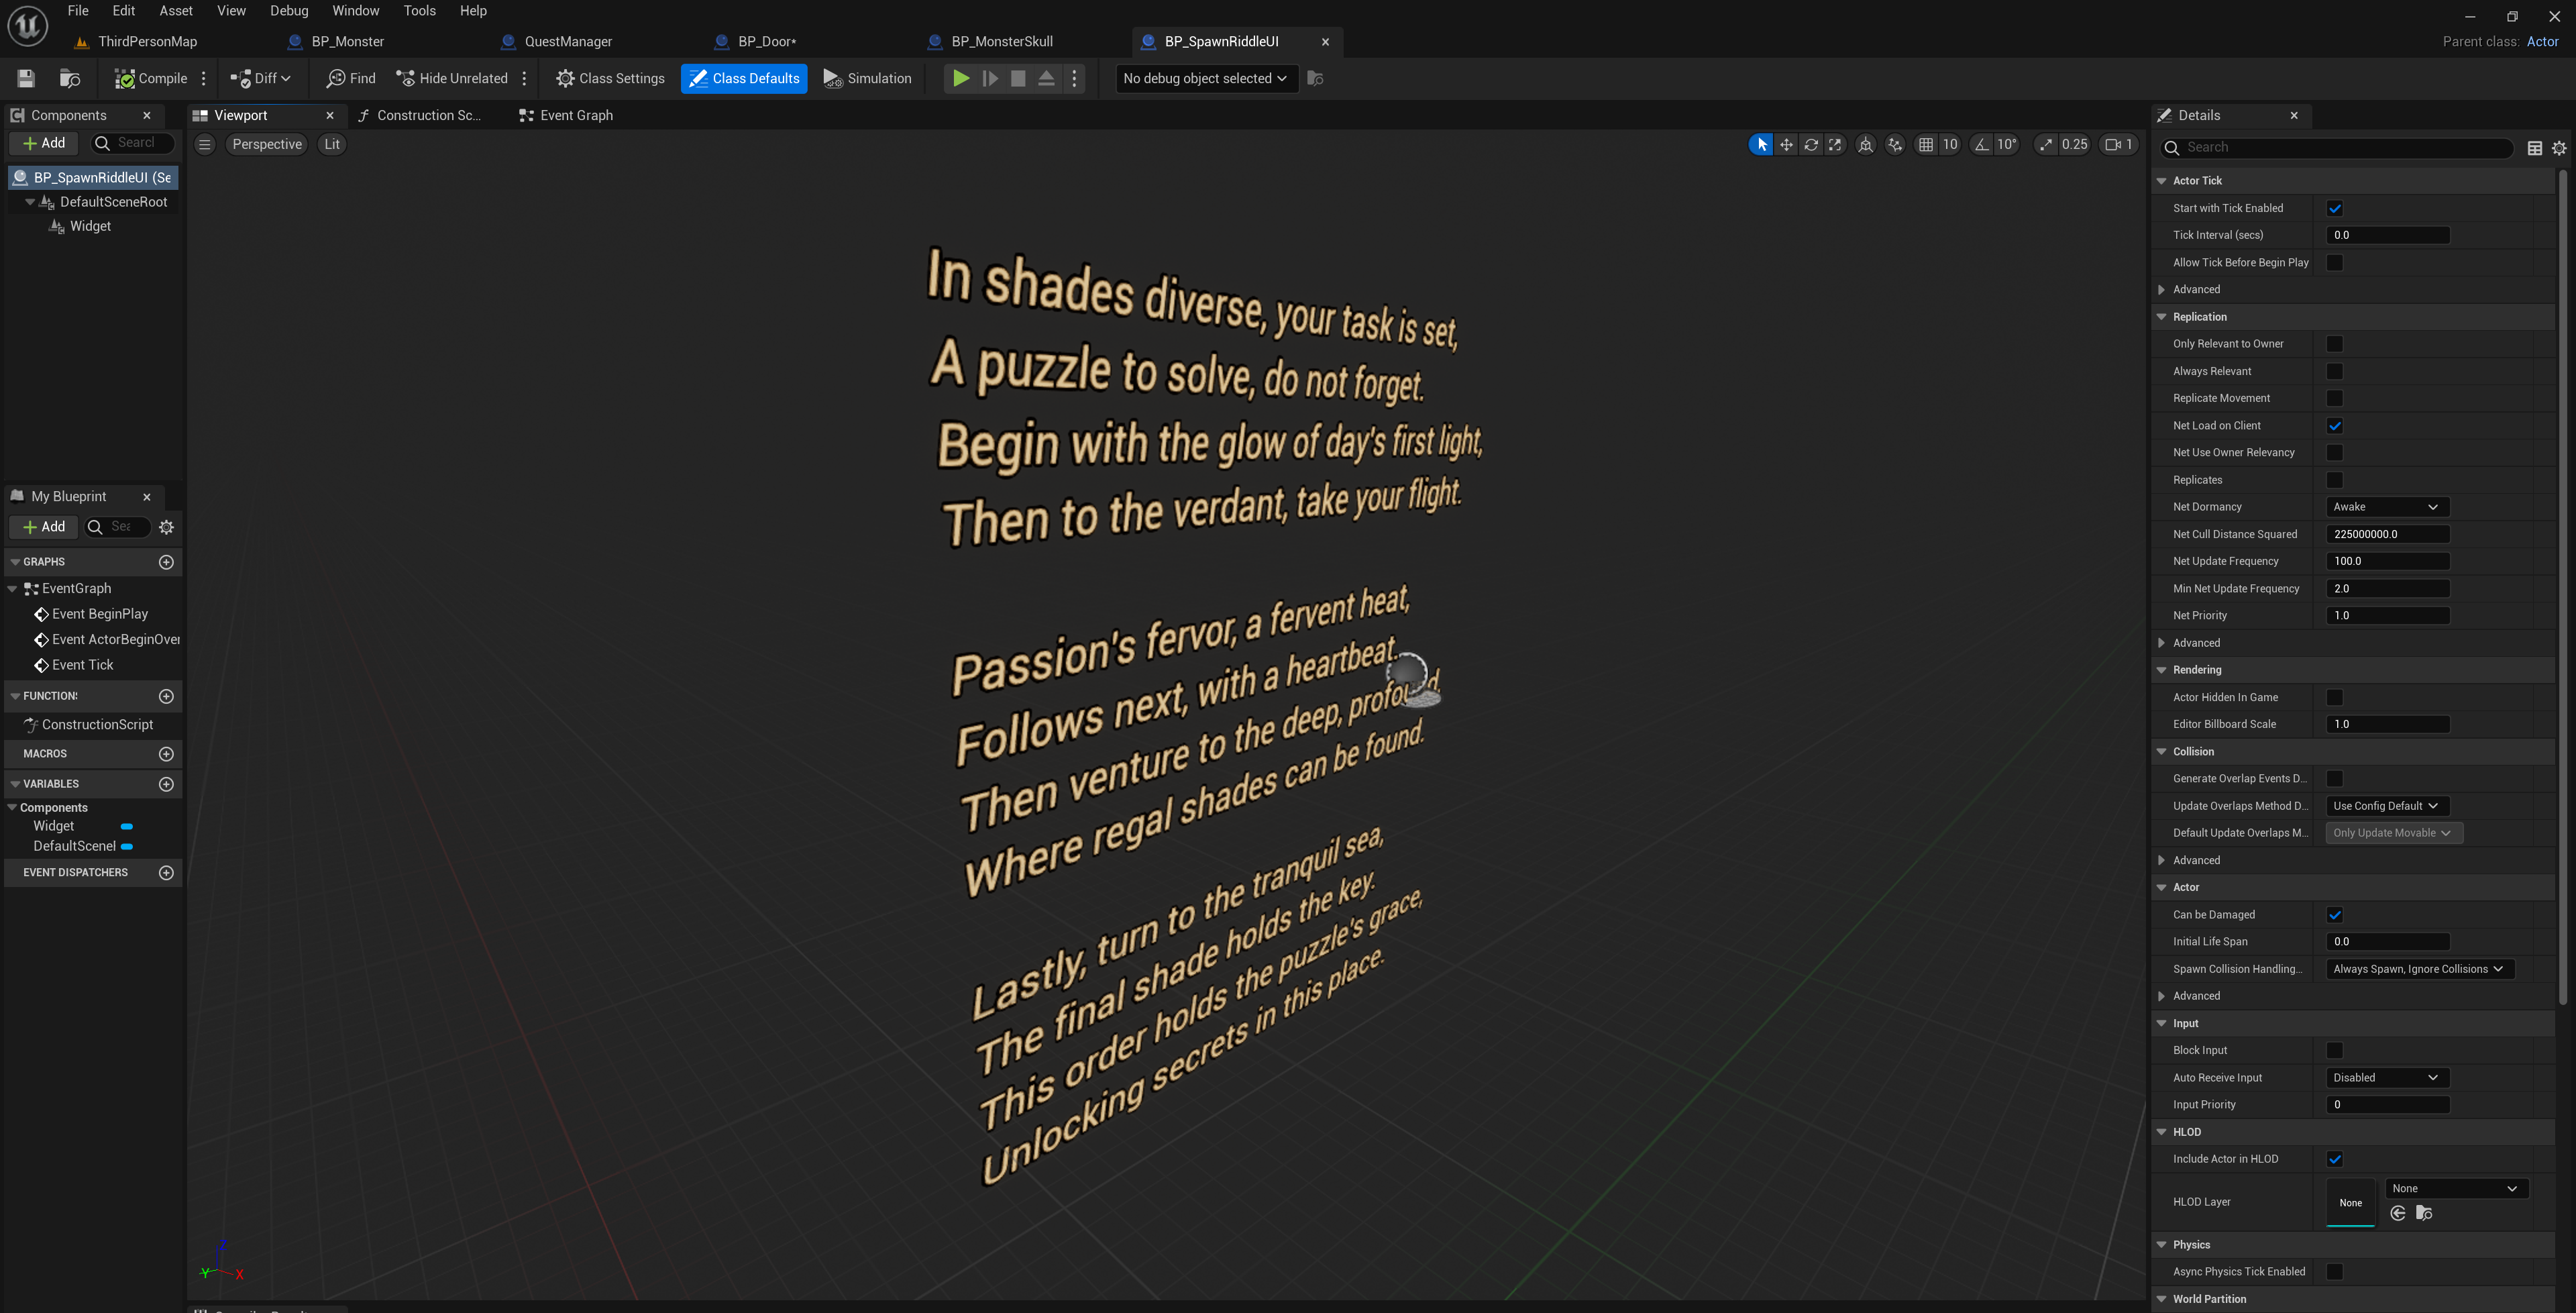 File Edit Asset View Debug Window Tools Help
ThirdPersonMap BP_Monster QuestManager BP_Door* BP_MonsterSkull BP_SpawnRiddleUI
Parent class: Actor
Compile Diff Find Hide Unrelated Class Settings Class Defaults Simulation No debug object selected
Components
Add Searcl
BP_SpawnRiddleUI (Se
DefaultSceneRoot
Widget
My Blueprint
Add Sea
GRAPHS
EventGraph
Event BeginPlay
Event ActorBeginOver
Event Tick
FUNCTION:
ConstructionScript
MACROS
VARIABLES
Components
Widget
DefaultSceneI
EVENT DISPATCHERS
Viewport Construction Sc... Event Graph
Perspective Lit
10 10° 0.25 1
In shades diverse, your task is set,
A puzzle to solve, do not forget.
Begin with the glow of day's first light,
Then to the verdant, take your flight.
Passion's fervor, a fervent heat,
Follows next, with a heartbeat.
Then venture to the deep, profound,
Where regal shades can be found.
Lastly, turn to the tranquil sea,
The final shade holds the key.
This order holds the puzzle's grace,
Unlocking secrets in this place.
Z
Y X
Details
Search
Actor Tick
Start with Tick Enabled
Tick Interval (secs) 0.0
Allow Tick Before Begin Play
Advanced
Replication
Only Relevant to Owner
Always Relevant
Replicate Movement
Net Load on Client
Net Use Owner Relevancy
Replicates
Net Dormancy Awake
Net Cull Distance Squared 225000000.0
Net Update Frequency 100.0
Min Net Update Frequency 2.0
Net Priority 1.0
Advanced
Rendering
Actor Hidden In Game
Editor Billboard Scale 1.0
Collision
Generate Overlap Events D...
Update Overlaps Method D... Use Config Default
Default Update Overlaps M... Only Update Movable
Advanced
Actor
Can be Damaged
Initial Life Span 0.0
Spawn Collision Handling... Always Spawn, Ignore Collisions
Advanced
Input
Block Input
Auto Receive Input Disabled
Input Priority 0
HLOD
Include Actor in HLOD
HLOD Layer None None
Physics
Async Physics Tick Enabled
World Partition